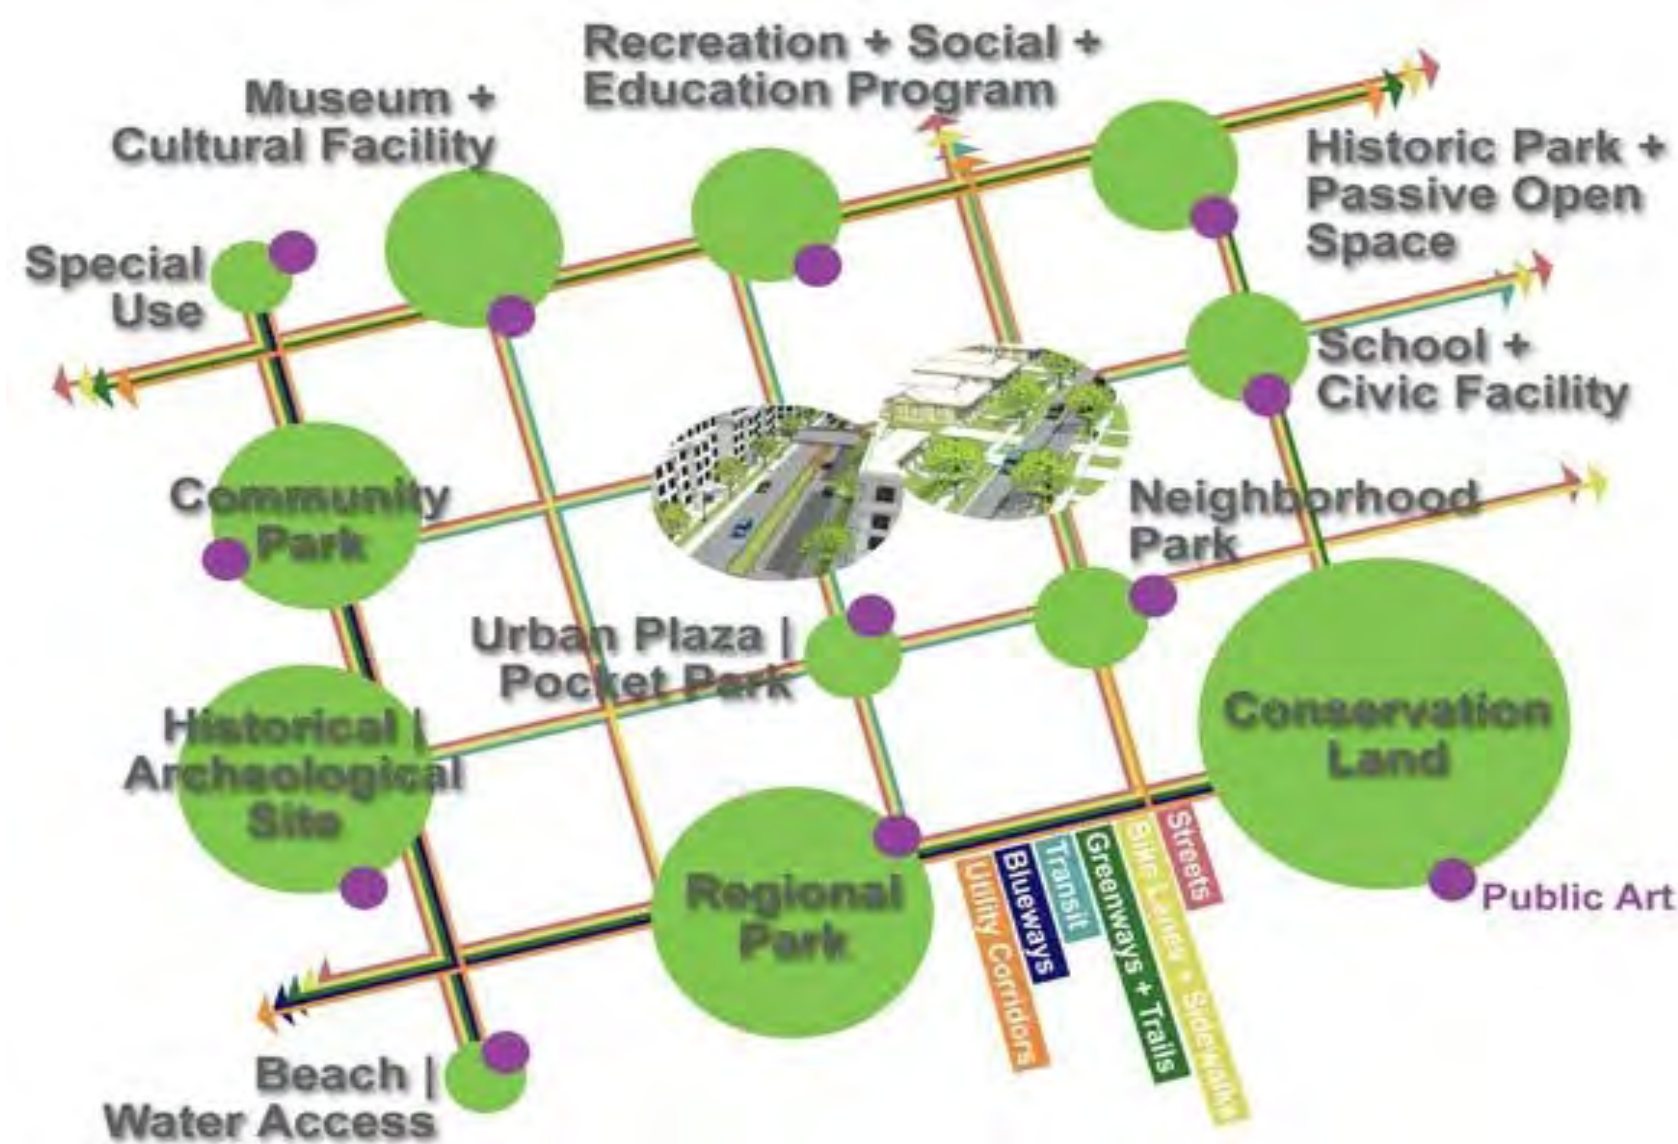 Recreation + Social +
Education Program
Museum +
Cultural Facility
Historic Park +
Passive Open
Space
Special
Use
School +
Civic Facility
Community
Park
Neighborhood
Park
Urban Plaza |
Pocket Park
Historical |
Archeological
Site
Conservation
Land
Regional
Park
Streets
Bike Lanes + Sidewalks
Greenways + Trails
Transit
Blueways
Utility Corridors
Public Art
Beach |
Water Access